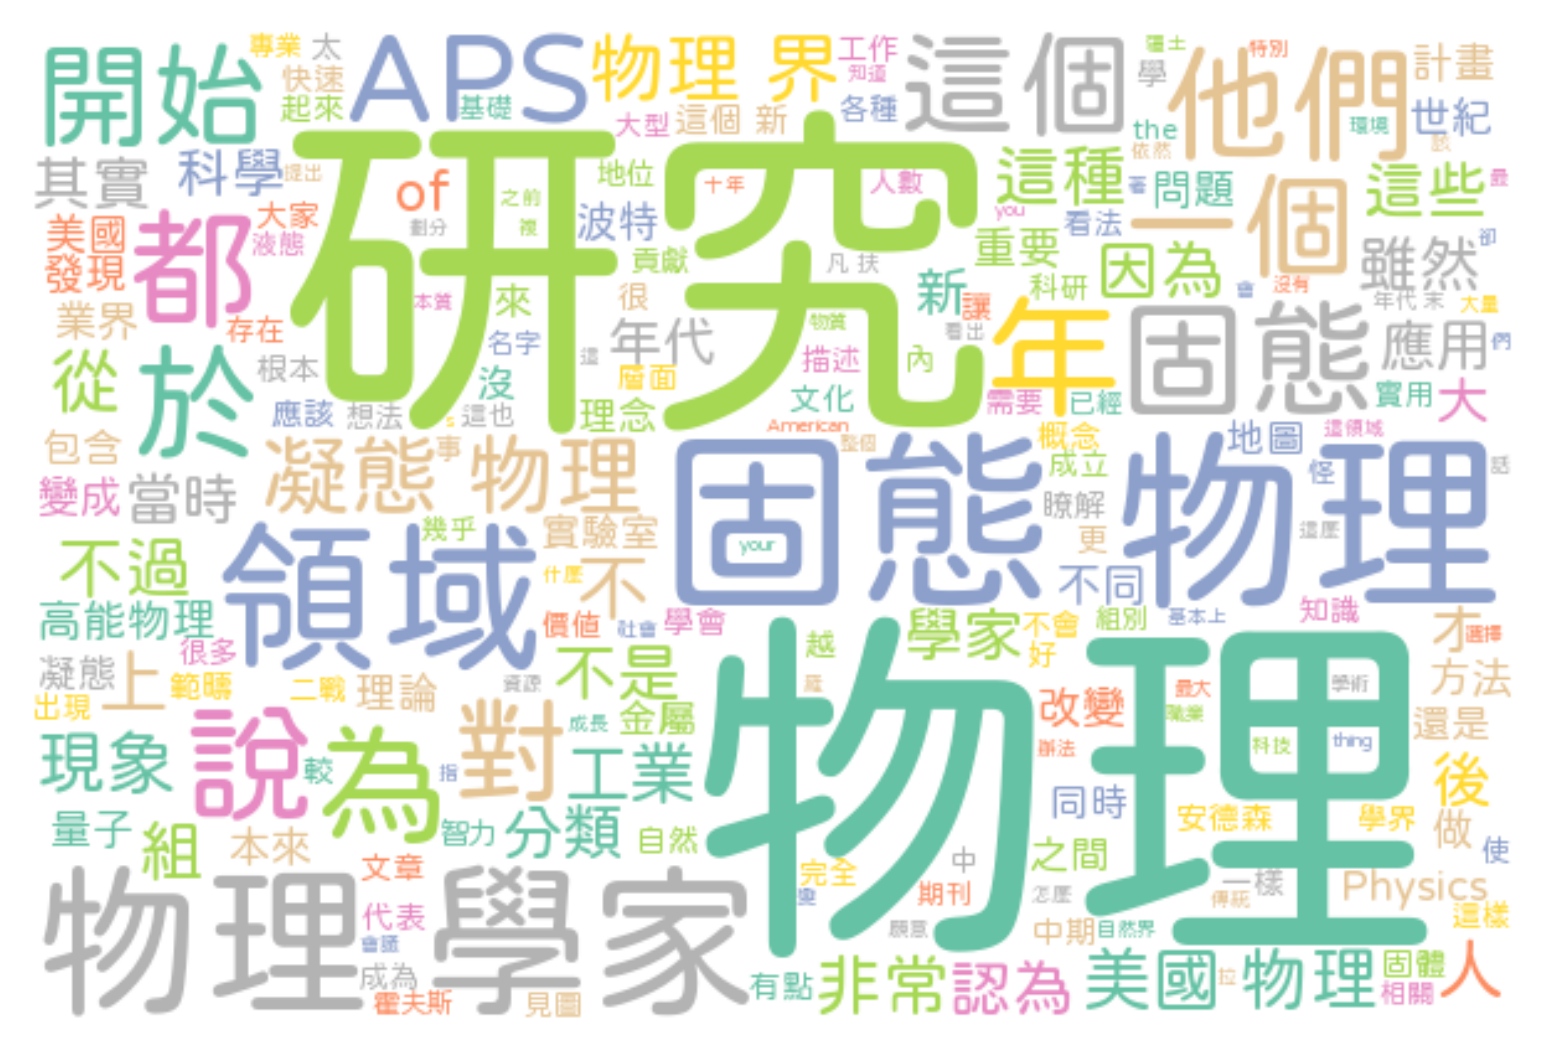 開始
專業
太
快速
起來
APS
基礎
物理 界
工作
知道
大型
這個 新
各種
這個
學
特別
他們
計畫
世紀
the
環境
依然
其實
科學
提出
研究
of
之前
劃分
複
地位
波特
十年
人數
這種
著
問題
這些
最
you
看法
一個
卻
美國
發現
大家
液態
都
貢獻
凡 扶
重要
因為
雖然
業界
存在
本質
來
很
新
讓
科研
會
沒有
年代 末
大量
從
於
根本
名字
這
年代
物質
看出
年
固態
應用
們
沒
層面
描述
內
應該
想法
s
這也
理念
文化
需要
已經
實用
大
American
包含
凝態 物理
事
整個
概念
成立
地圖
這領域
怪
話
變成
當時
固態 物理
瞭解
幾乎
實驗室
your
更
這麼
不過
領域
什麼
不
不同
高能物理
價值
社會
學會
學家
不會
組別
基本上
知識
才
選擇
好
很多
凝態
上
範疇
二戰
理論
資源
不是
越
羅
物理
改變
最大
職業
學術
方法
出現
金屬
成長
還是
現象
說
較
為
指
對
工業
辦法
科技
thing
後
同時
安德森
學界
量子
組
本來
智力
分類
自然
之間
做
使
文章
完全
中
一樣
Physics
物理 學家
代表
期刊
怎麼
傳統
這樣
會議
願意
中期
自然界
成為
霍夫斯
見圖
有點
非常
認為
美國 物理
拉
固體
相關
人